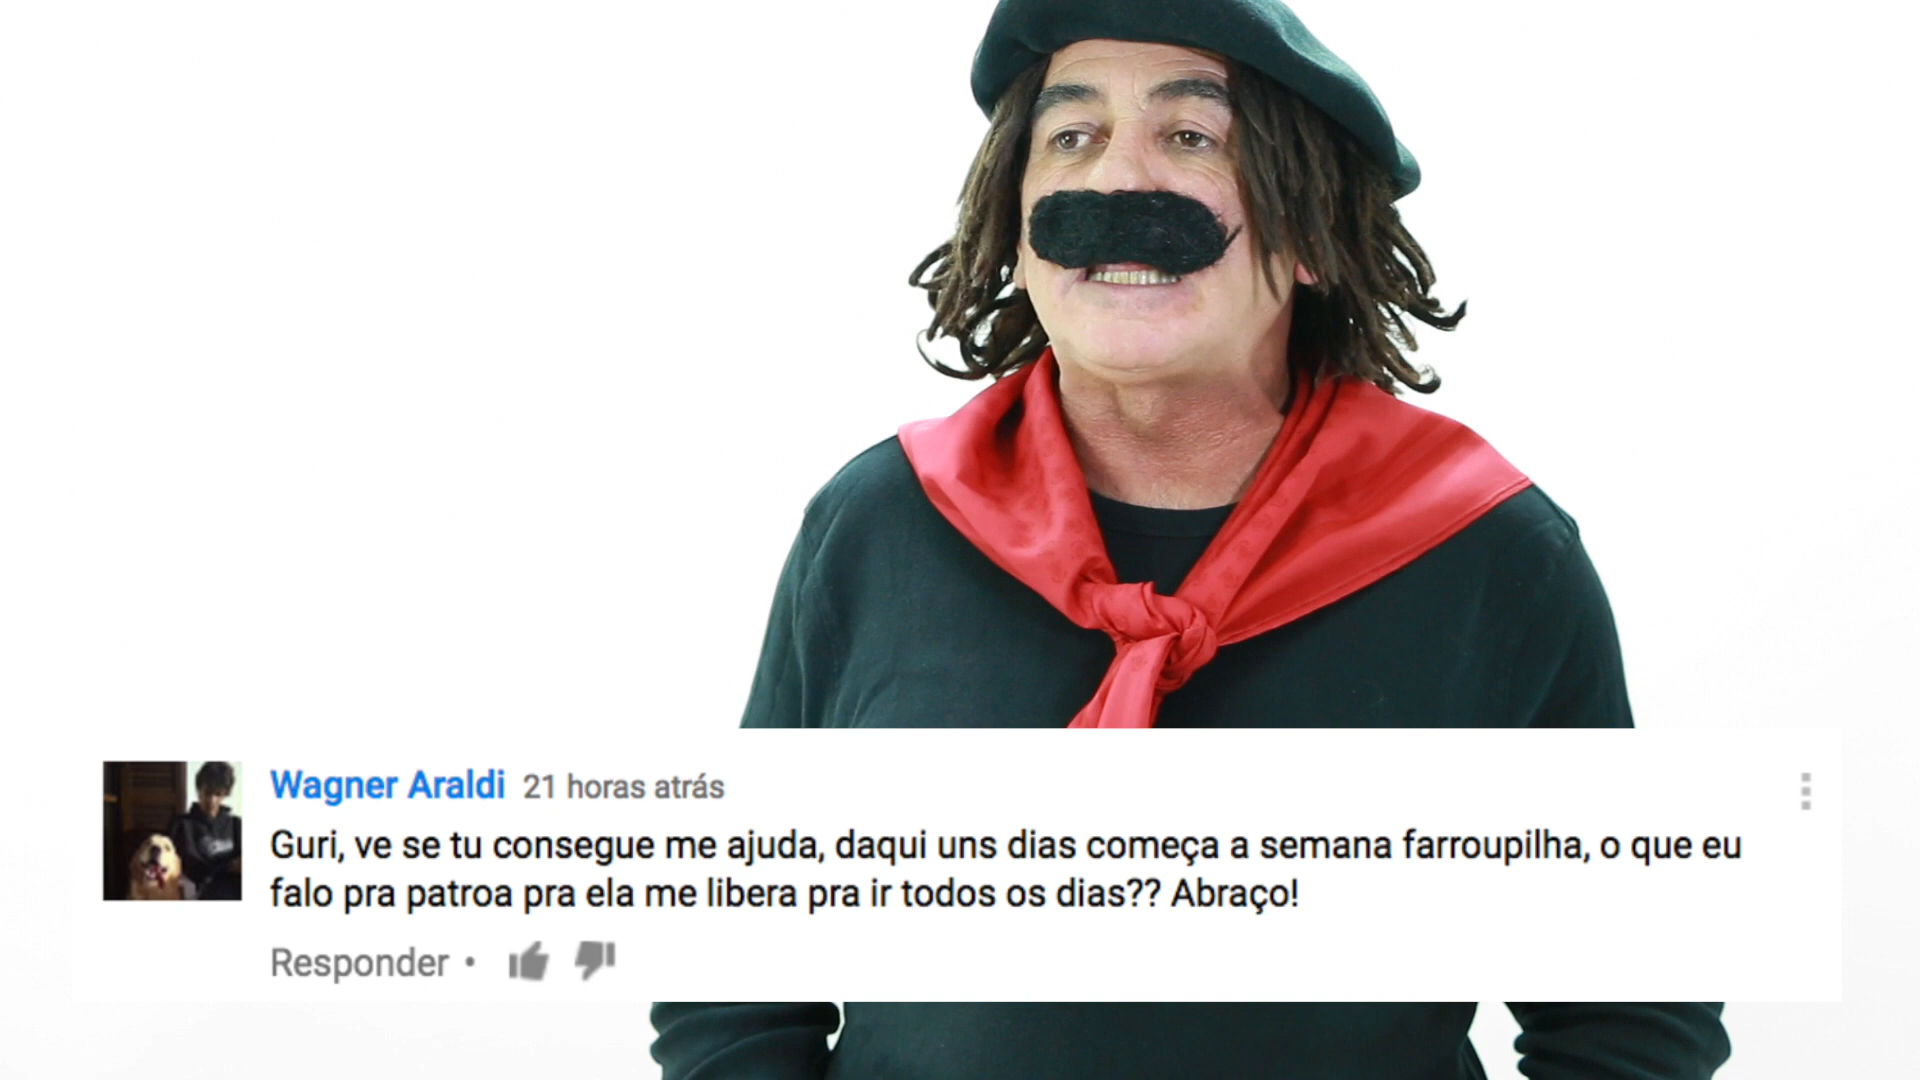 Wagner Araldi 21 horas atrás
Guri, ve se tu consegue me ajuda, daqui uns dias começa a semana farroupilha, o que eu
falo pra patroa pra ela me libera pra ir todos os dias?? Abraço!
Responder •